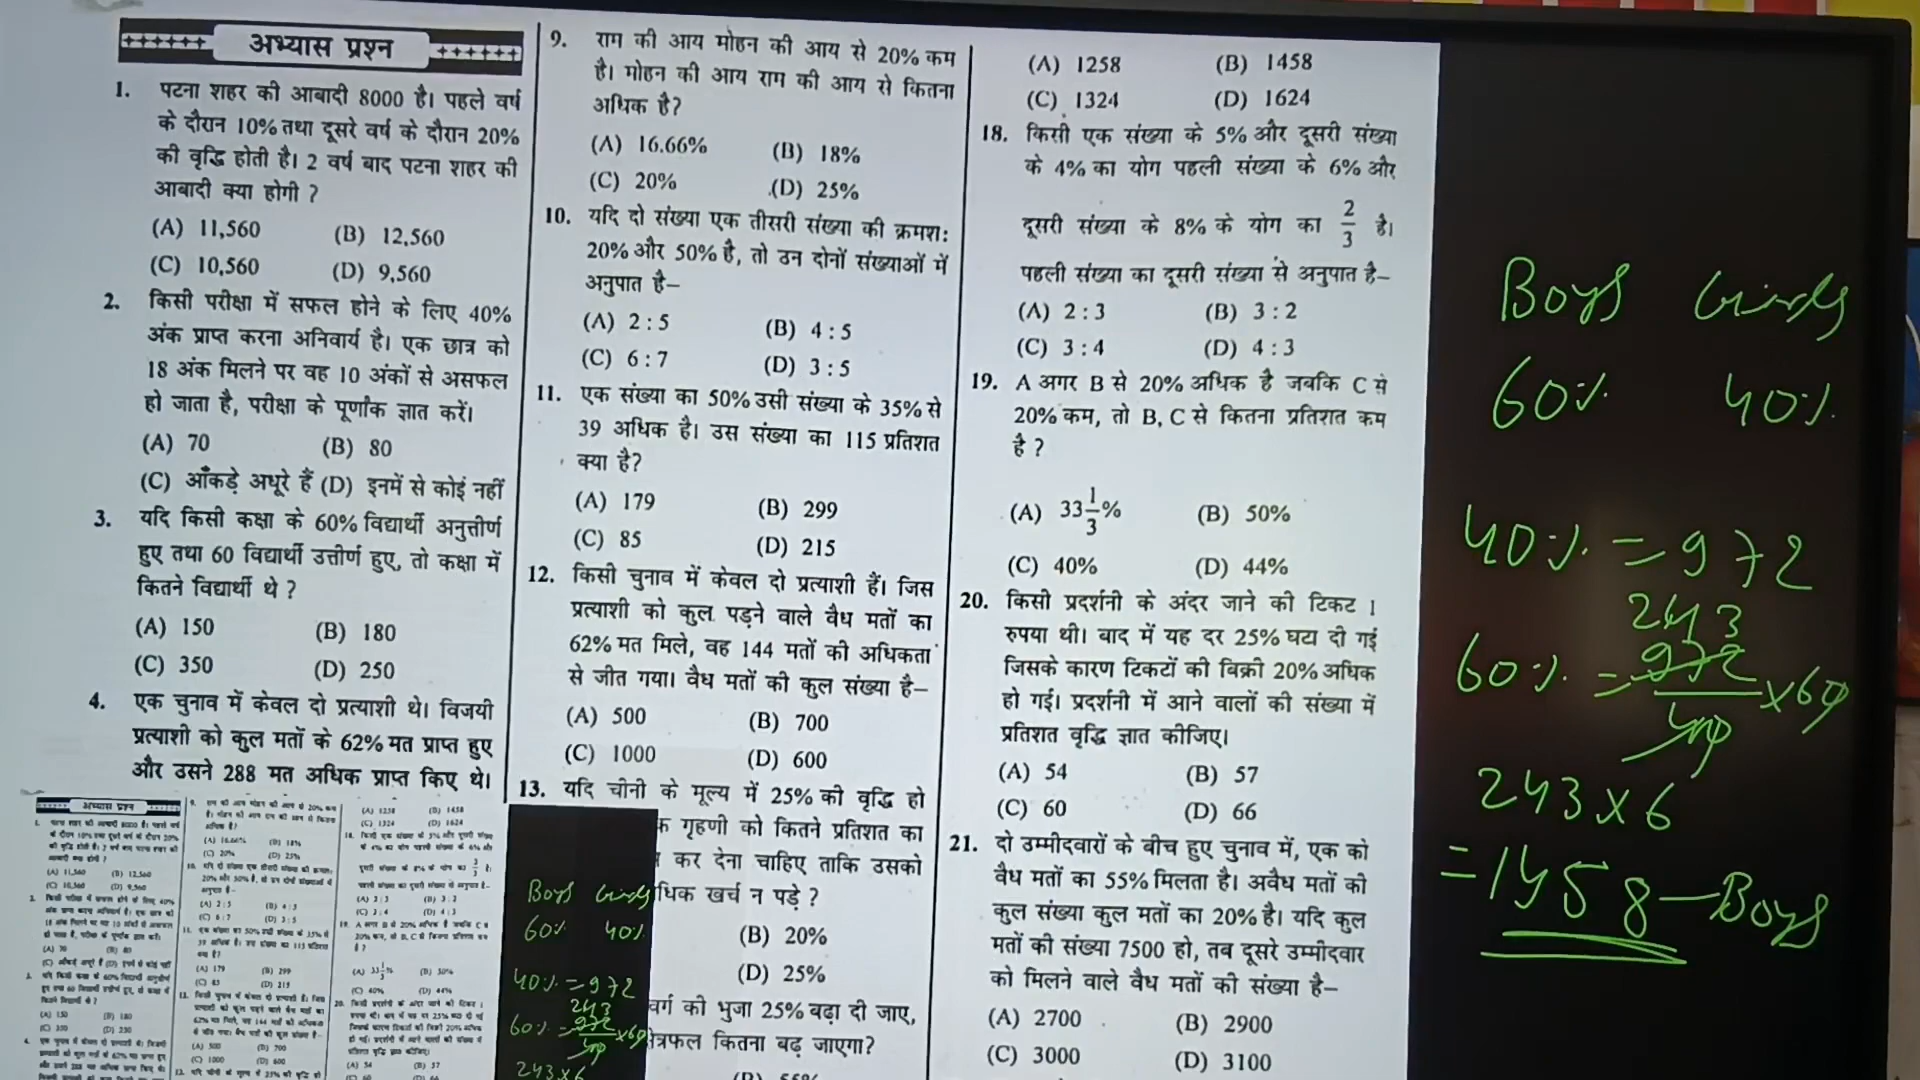 अभ्यास प्रश्न
1. पटना शहर की आबादी 8000 है। पहले वर्ष
के दौरान 10% तथा दूसरे वर्ष के दौरान 20%
की वृद्धि होती है। 2 वर्ष बाद पटना शहर की
आबादी क्या होगी ?
(A) 11,560 (B) 12,560
(C) 10,560 (D) 9,560
2. किसी परीक्षा में सफल होने के लिए 40%
अंक प्राप्त करना अनिवार्य है। एक छात्र को
18 अंक मिलने पर वह 10 अंकों से असफल
हो जाता है, परीक्षा के पूर्णांक ज्ञात करें।
(A) 70 (B) 80
(C) आँकड़े अधूरे हैं (D) इनमें से कोई नहीं
3. यदि किसी कक्षा के 60% विद्यार्थी अनुत्तीर्ण
हुए तथा 60 विद्यार्थी उत्तीर्ण हुए, तो कक्षा में
कितने विद्यार्थी थे ?
(A) 150 (B) 180
(C) 350 (D) 250
4. एक चुनाव में केवल दो प्रत्याशी थे। विजयी
प्रत्याशी को कुल मतों के 62% मत प्राप्त हुए
और उसने 288 मत अधिक प्राप्त किए थे।
9. राम की आय मोहन की आय से 20% कम
है। मोहन की आय राम की आय से कितना
अधिक है?
(A) 16.66% (B) 18%
(C) 20% (D) 25%
10. यदि दो संख्या एक तीसरी संख्या की क्रमश:
20% और 50% है, तो उन दोनों संख्याओं में
अनुपात है–
(A) 2 : 5 (B) 4 : 5
(C) 6 : 7 (D) 3 : 5
11. एक संख्या का 50% उसी संख्या के 35% से
39 अधिक है। उस संख्या का 115 प्रतिशत
क्या है?
(A) 179 (B) 299
(C) 85 (D) 215
12. किसी चुनाव में केवल दो प्रत्याशी हैं। जिस
प्रत्याशी को कुल पड़ने वाले वैध मतों का
62% मत मिले, वह 144 मतों की अधिकता
से जीत गया। वैध मतों की कुल संख्या है–
(A) 500 (B) 700
(C) 1000 (D) 600
13. यदि चीनी के मूल्य में 25% की वृद्धि हो
क गृहणी को कितने प्रतिशत का
कर देना चाहिए ताकि उसको
धिक खर्च न पड़े ?
(B) 20%
(D) 25%
वर्ग की भुजा 25% बढ़ा दी जाए,
क्षेत्रफल कितना बढ़ जाएगा?
(A) 1258 (B) 1458
(C) 1324 (D) 1624
18. किसी एक संख्या के 5% और दूसरी संख्या
के 4% का योग पहली संख्या के 6% और
दूसरी संख्या के 8% के योग का 2/3 है।
पहली संख्या का दूसरी संख्या से अनुपात है–
(A) 2 : 3 (B) 3 : 2
(C) 3 : 4 (D) 4 : 3
19. A अगर B से 20% अधिक है जबकि C से
20% कम, तो B, C से कितना प्रतिशत कम
है ?
(A) 33 1/3% (B) 50%
(C) 40% (D) 44%
20. किसी प्रदर्शनी के अंदर जाने की टिकट 1
रुपया थी। बाद में यह दर 25% घटा दी गई
जिसके कारण टिकटों की बिक्री 20% अधिक
हो गई। प्रदर्शनी में आने वालों की संख्या में
प्रतिशत वृद्धि ज्ञात कीजिए।
(A) 54 (B) 57
(C) 60 (D) 66
21. दो उम्मीदवारों के बीच हुए चुनाव में, एक को
वैध मतों का 55% मिलता है। अवैध मतों की
कुल संख्या कुल मतों का 20% है। यदि कुल
मतों की संख्या 7500 हो, तब दूसरे उम्मीदवार
को मिलने वाले वैध मतों की संख्या है–
(A) 2700 (B) 2900
(C) 3000 (D) 3100
Boys Girls
60% 40%
40% = 972
243
60% = 972/40 × 60
243 × 6
= 1458 – Boys